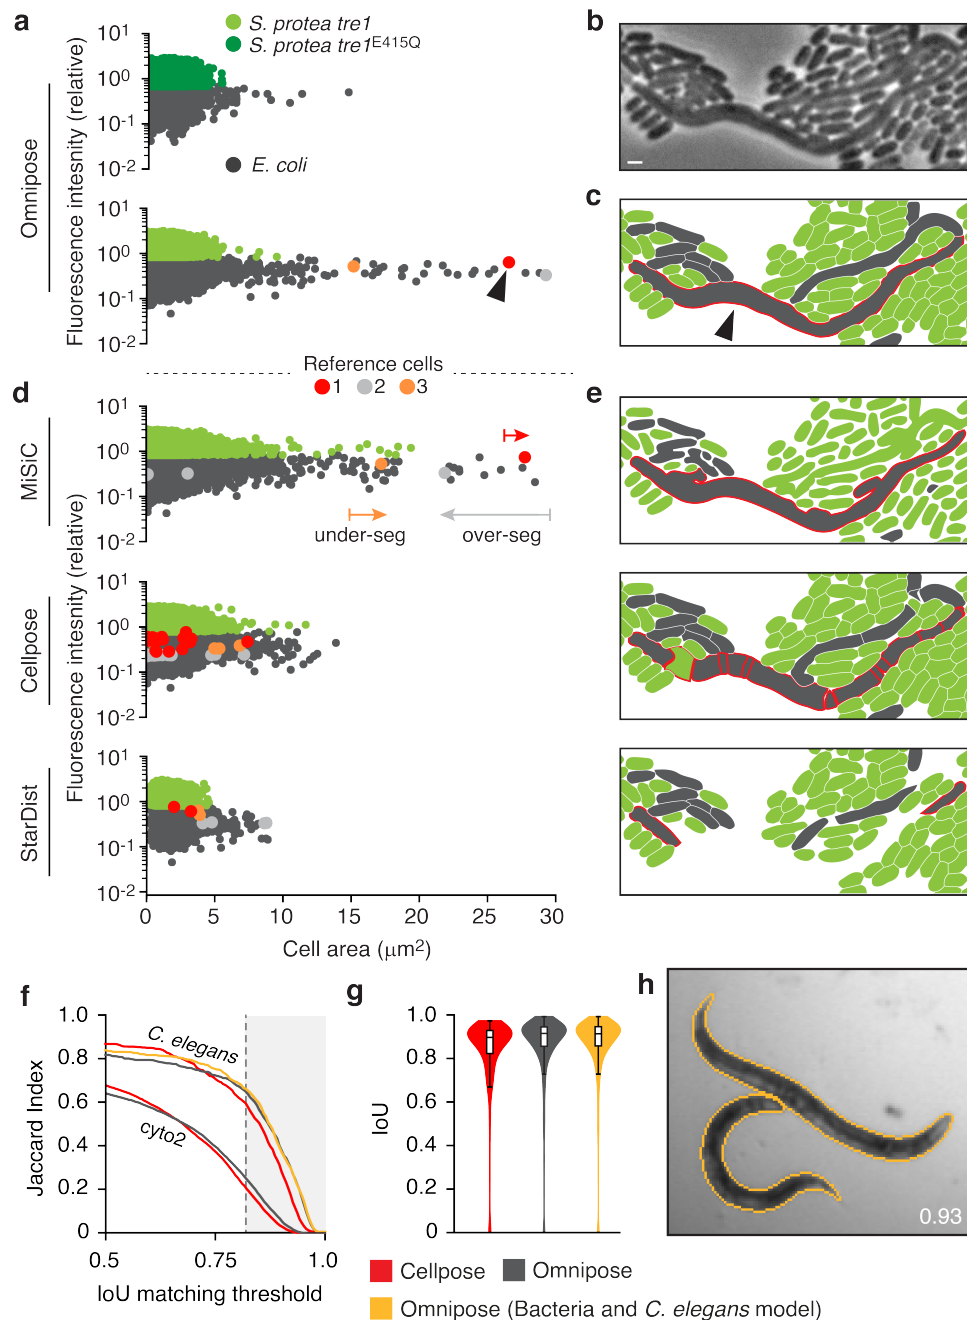 a
S. protea tre1
S. protea tre1E415Q
E. coli
Omnipose
Fluorescence intesnity (relative)
10¹
10⁰
10⁻¹
10⁻²
10¹
10⁰
10⁻¹
10⁻²
b
c
Reference cells
1 2 3
d
MiSiC
Cellpose
StarDist
Fluorescence intesnity (relative)
10¹
10⁰
10⁻¹
10⁻²
under-seg
over-seg
10¹
10⁰
10⁻¹
10⁻²
10¹
10⁰
10⁻¹
10⁻²
0 5 10 15 20 25 30
Cell area (μm²)
e
f
Jaccard Index
1.0
0.8
0.6
0.4
0.2
0
C. elegans
cyto2
0.5 0.75 1.0
IoU matching threshold
g
IoU
1.0
0.8
0.6
0.4
0.2
0
h
0.93
Cellpose
Omnipose
Omnipose (Bacteria and C. elegans model)